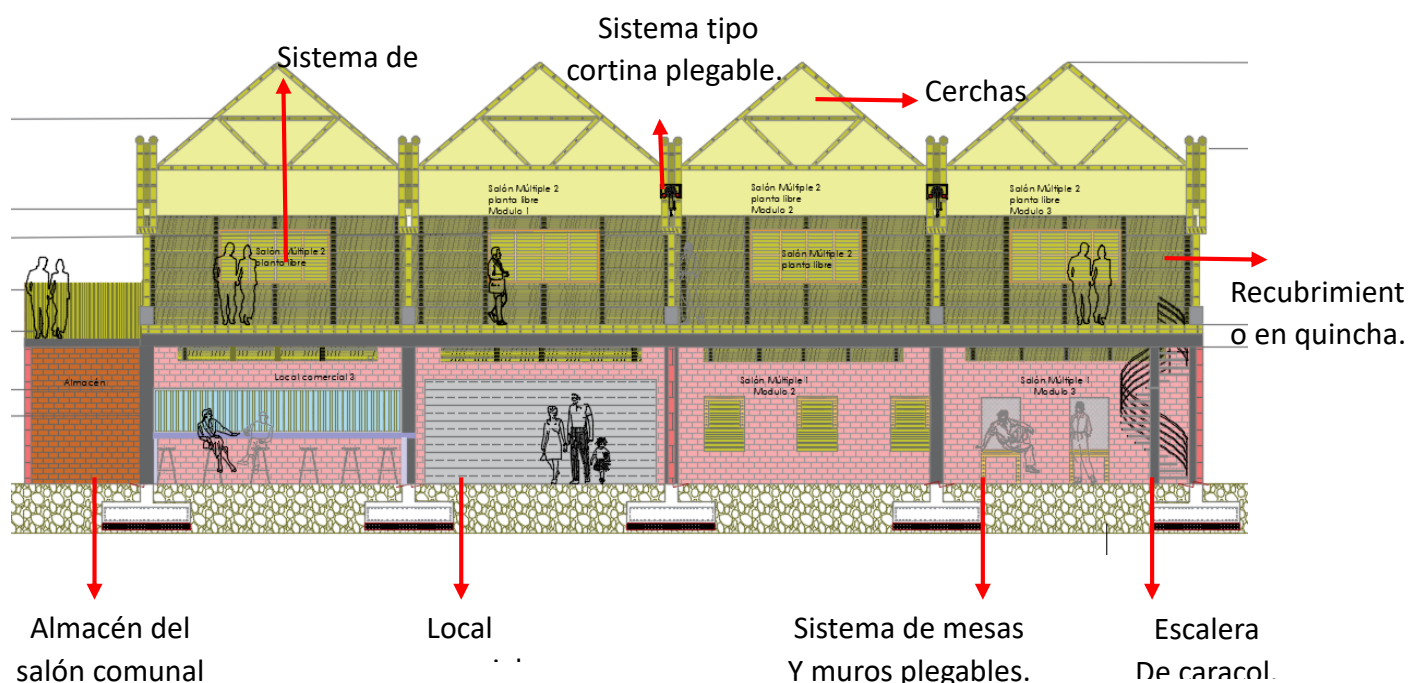 Sistema de
Sistema tipo
cortina plegable.
Cerchas
Salón Múltiple 2
planta libre
Modulo 1
Salón Múltiple 2
planta libre
Modulo 2
Salón Múltiple 2
planta libre
Modulo 3
Salón Múltiple 2
planta libre
Salón Múltiple 2
planta libre
Recubrimient
o en quincha.
Almacén
Local comercial 3
Salón Múltiple 1
Modulo 2
Salón Múltiple 1
Modulo 3
Almacén del
salón comunal
Local
Sistema de mesas
Y muros plegables.
Escalera
De caracol.